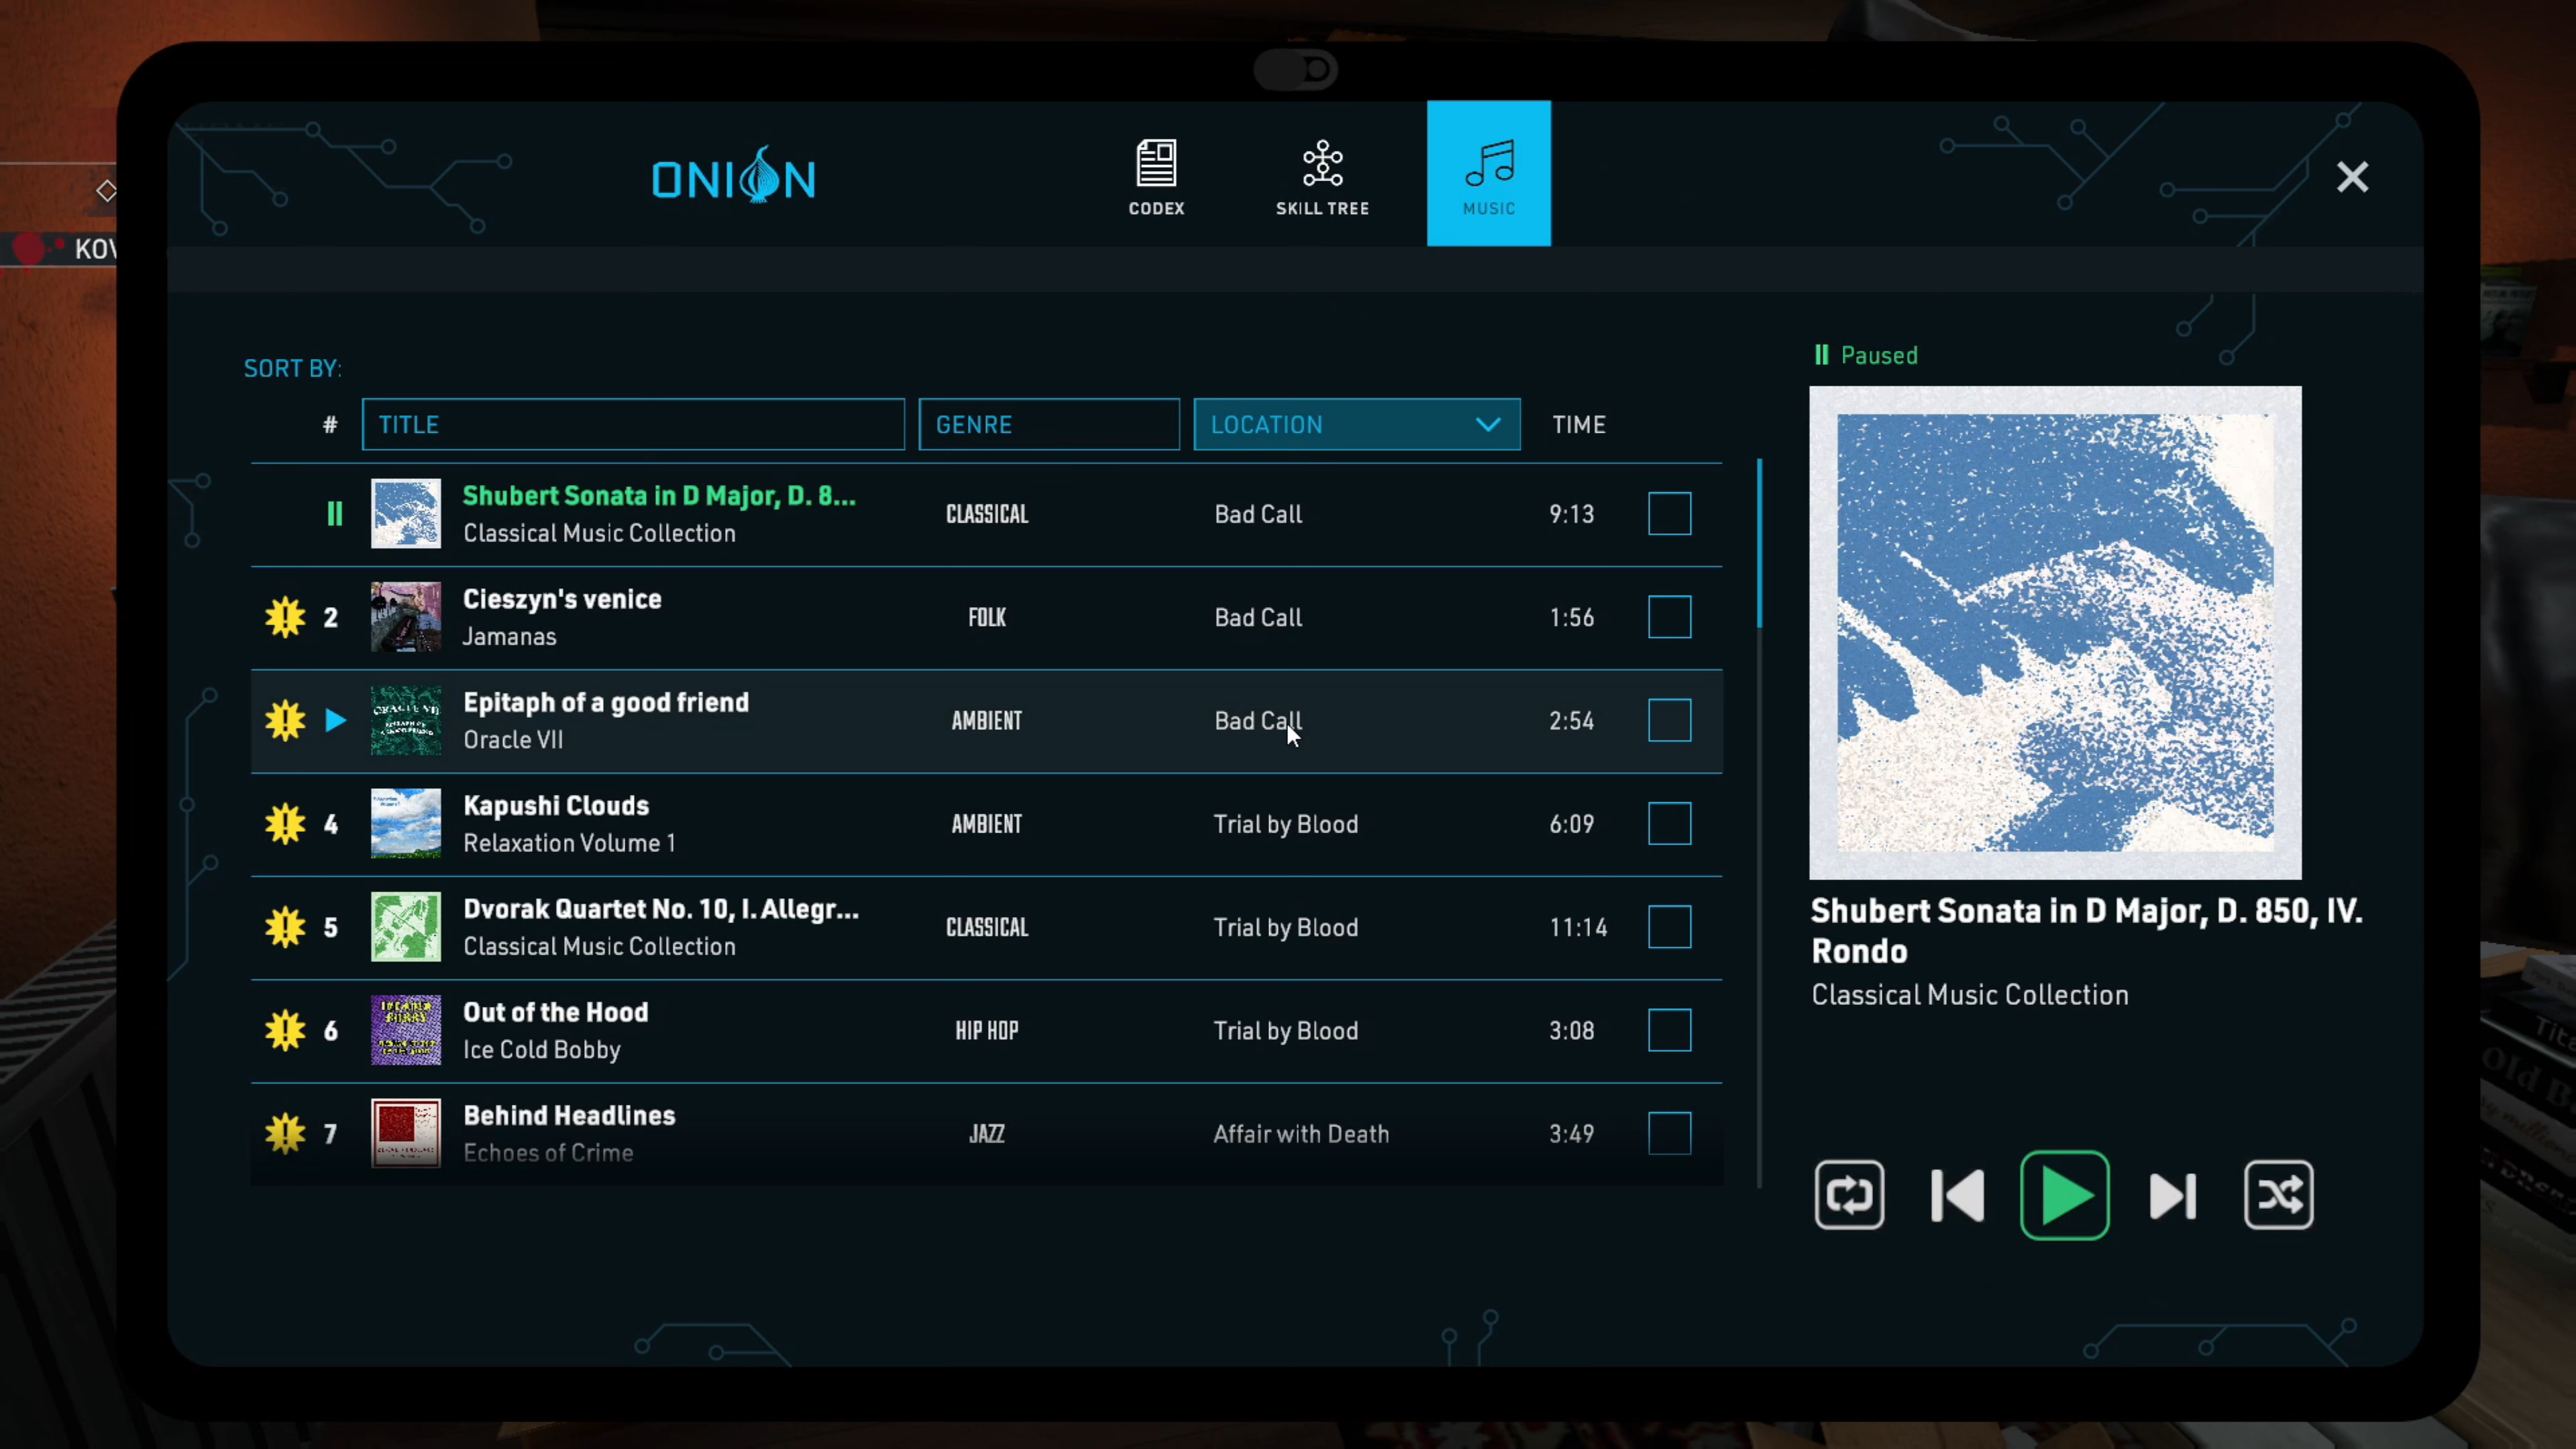 ONION
CODEX
SKILL TREE
MUSIC
KOV
SORT BY:
# TITLE GENRE LOCATION TIME
Shubert Sonata in D Major, D. 8... CLASSICAL Bad Call 9:13
Classical Music Collection
2 Cieszyn's venice FOLK Bad Call 1:56
Jamanas
Epitaph of a good friend AMBIENT Bad Call 2:54
Oracle VII
4 Kapushi Clouds AMBIENT Trial by Blood 6:09
Relaxation Volume 1
5 Dvorak Quartet No. 10, I. Allegr... CLASSICAL Trial by Blood 11:14
Classical Music Collection
6 Out of the Hood HIP HOP Trial by Blood 3:08
Ice Cold Bobby
7 Behind Headlines JAZZ Affair with Death 3:49
Echoes of Crime
Paused
Shubert Sonata in D Major, D. 850, IV.
Rondo
Classical Music Collection
Old